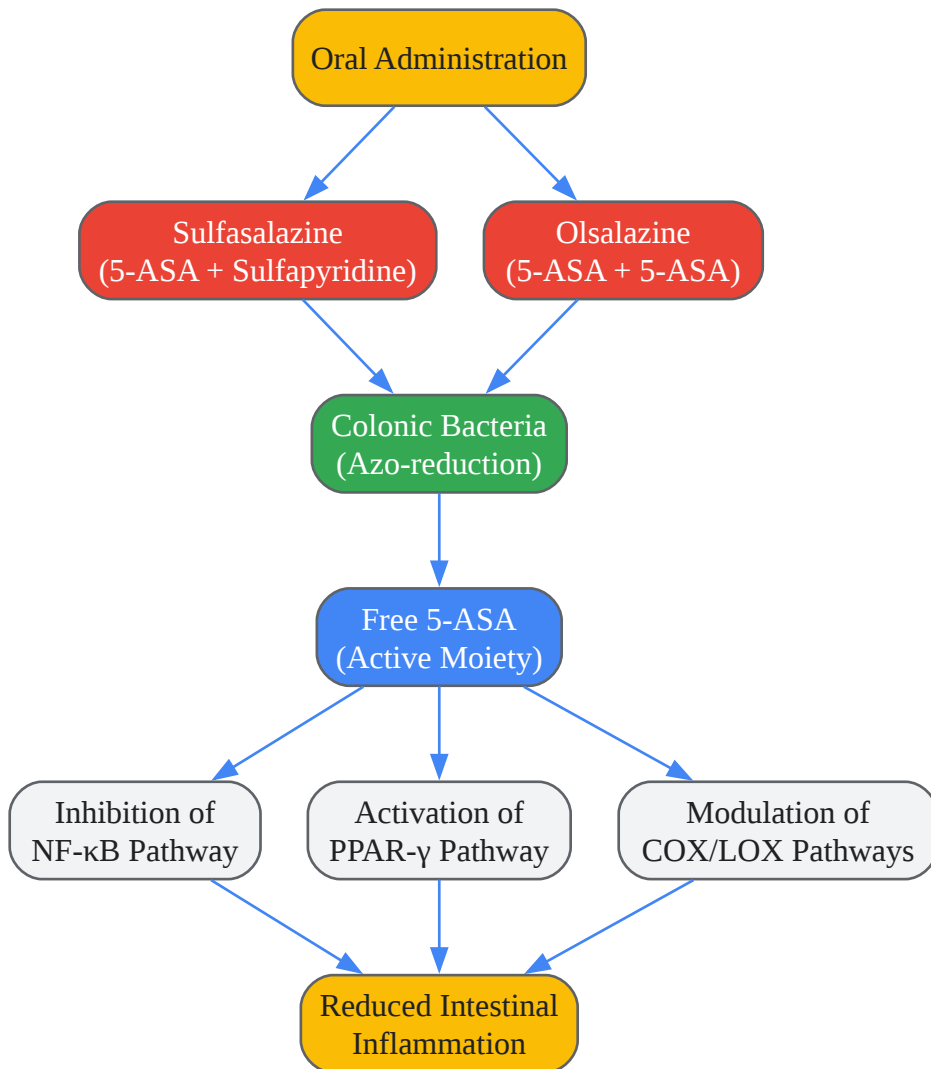 Oral Administration
Sulfasalazine
(5-ASA + Sulfapyridine)
Olsalazine
(5-ASA + 5-ASA)
Colonic Bacteria
(Azo-reduction)
Free 5-ASA
(Active Moiety)
Inhibition of
NF-κB Pathway
Activation of
PPAR-γ Pathway
Modulation of
COX/LOX Pathways
Reduced Intestinal
Inflammation